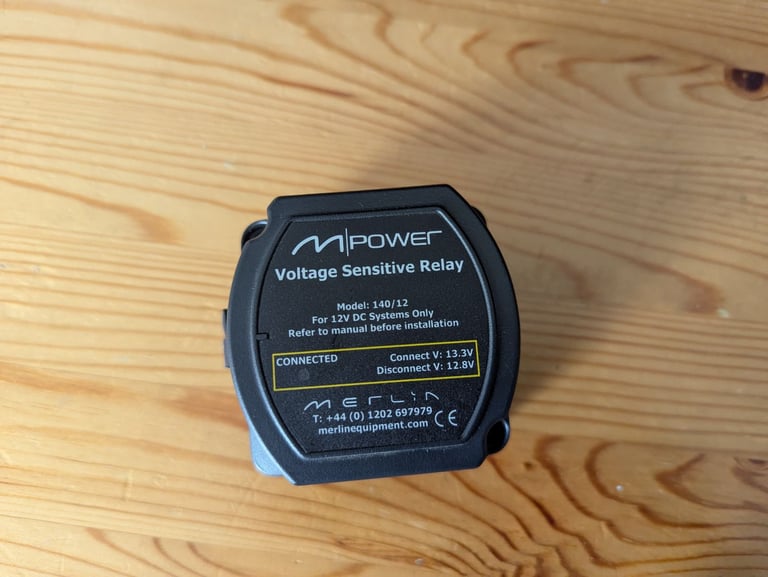 M|POWER
Voltage Sensitive Relay
Model: 140/12
For 12V DC Systems Only
Refer to manual before installation
CONNECTED
Connect V: 13.3V
Disconnect V: 12.8V
MERLIN
T: +44 (0) 1202 697979
merlinequipment.com CE